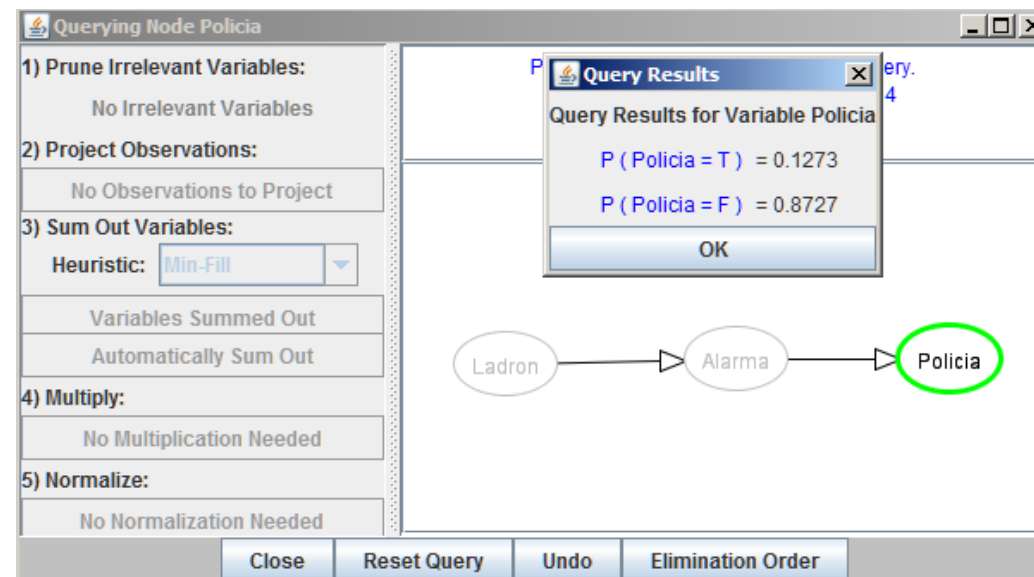 Querying Node Policia
1) Prune Irrelevant Variables:
No Irrelevant Variables
2) Project Observations:
No Observations to Project
3) Sum Out Variables:
Heuristic: Min-Fill
Variables Summed Out
Automatically Sum Out
4) Multiply:
No Multiplication Needed
5) Normalize:
No Normalization Needed
P
ery.
4
Query Results
Query Results for Variable Policia
P ( Policia = T ) = 0.1273
P ( Policia = F ) = 0.8727
OK
Ladron
Alarma
Policia
Close
Reset Query
Undo
Elimination Order